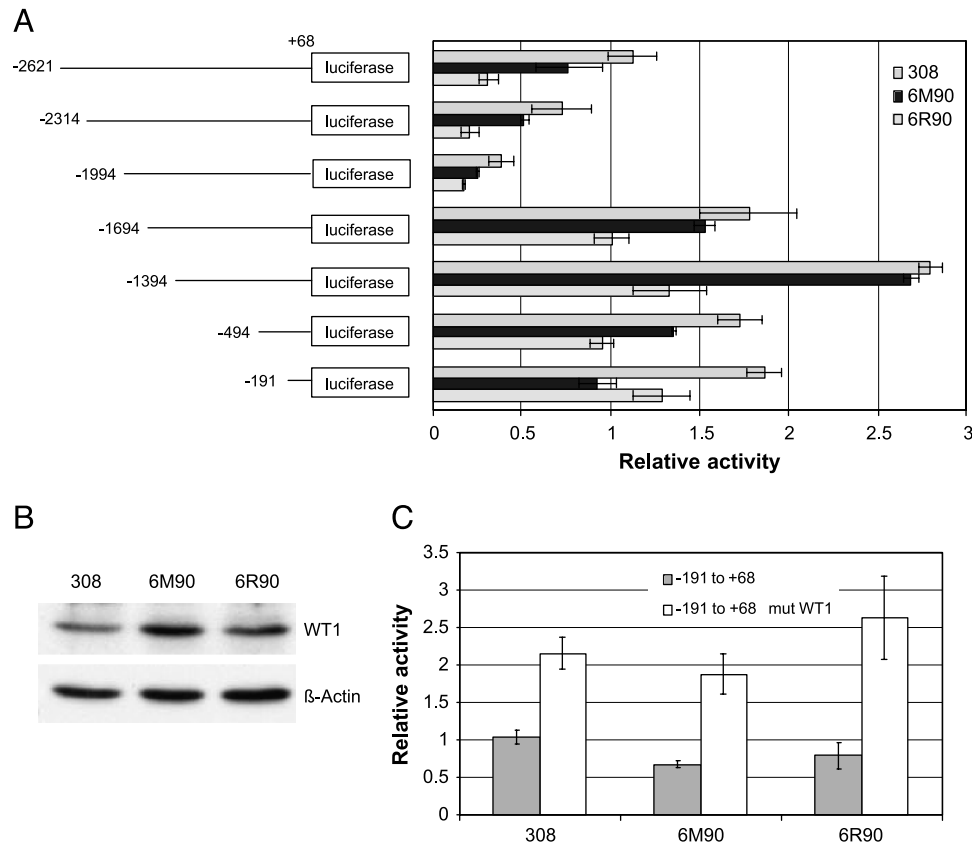 A
+68
-2621
luciferase
-2314
luciferase
-1994
luciferase
-1694
luciferase
-1394
luciferase
-494
luciferase
-191
luciferase
308
6M90
6R90
0 0.5 1 1.5 2 2.5 3
Relative activity
B
308 6M90 6R90
WT1
ß-Actin
C
Relative activity
3.5
3
2.5
2
1.5
1
0.5
0
-191 to +68
-191 to +68 mut WT1
308 6M90 6R90